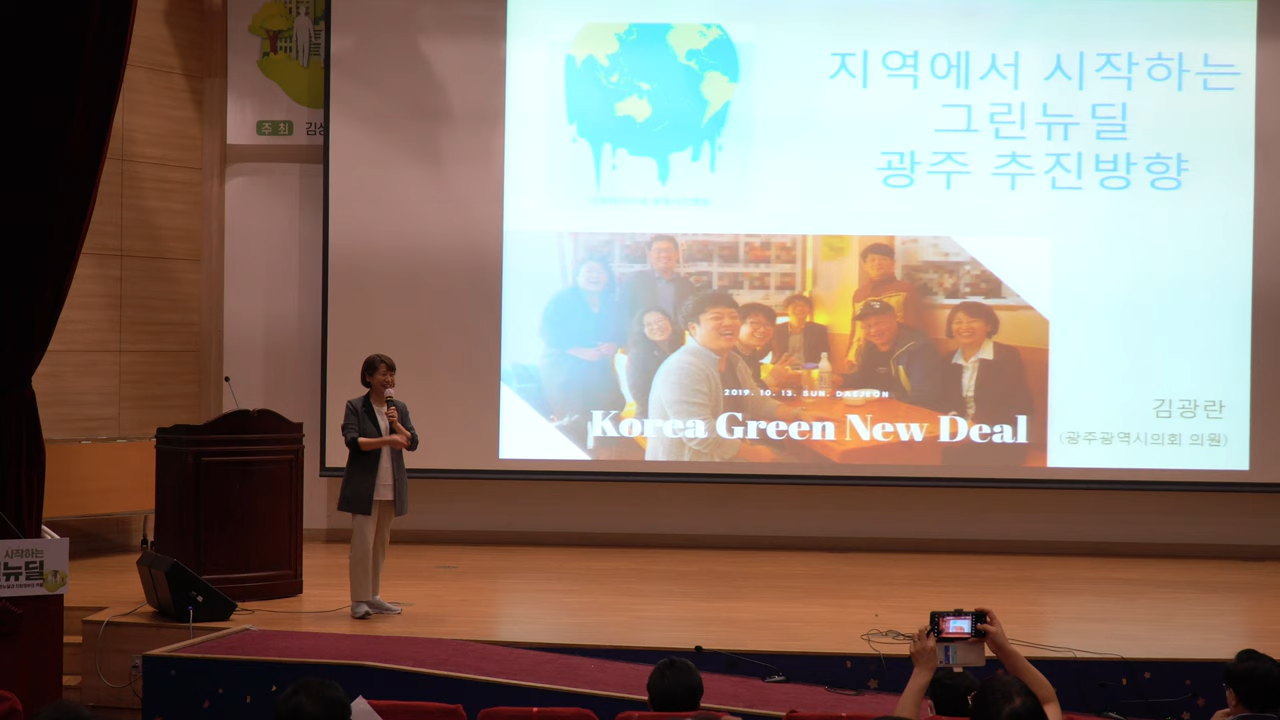 주최 김성
지역에서 시작하는
그린뉴딜
광주 추진방향
2019. 10. 13. SUN. DAEJEON
Korea Green New Deal
김광란
(광주광역시의회 의원)
시작하는
뉴딜